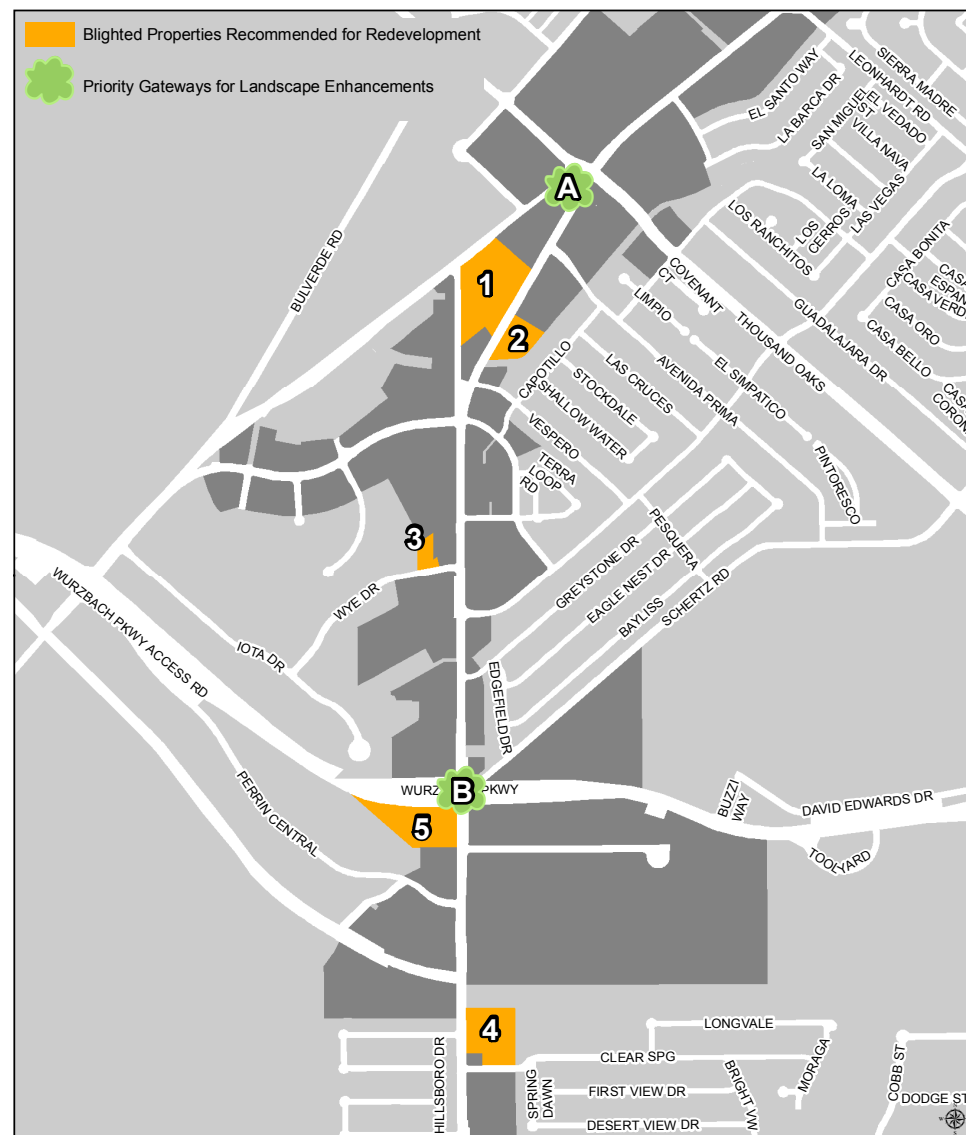 Blighted Properties Recommended for Redevelopment
Priority Gateways for Landscape Enhancements
SIERRA MADRE
LEONHARDT RD
EL SANTO WAY
LA BARCA DR
EL VEDADO
SAN MIGUEL
ST
VILLA NAVA
LA LOMA
LAS VEGAS
LOS
CERROS
LOS RANCHITOS
A
BULVERDE RD
CASA BONITA
CASA
ESPAN
CASA VERD
CASA ORO
CASA BELLO
CASA
CORON
COVENANT
CT
LIMPIO
THOUSAND OAKS
GUADALAJARA DR
1
2
CAPOTILLO
STOCKDALE
SHALLOW WATER
LAS CRUCES
AVENIDA PRIMA
EL SIMPATICO
PINTORESCO
VESPERO
TERRA
LOOP
RD
3
PESQUERA
GREYSTONE DR
EAGLE NEST DR
BAYLISS
SCHERTZ RD
WYE DR
IOTA DR
WURZBACH PKWY ACCESS RD
EDGEFIELD DR
PERRIN CENTRAL
WURZ
B
PKWY
5
BUZZI
WAY
DAVID EDWARDS DR
TOOLYARD
4
HILLSBORO DR
LONGVALE
CLEAR SPG
MORAGA
SPRING
DAWN
FIRST VIEW DR
BRIGHT VW
DESERT VIEW DR
COBB ST
DODGE ST